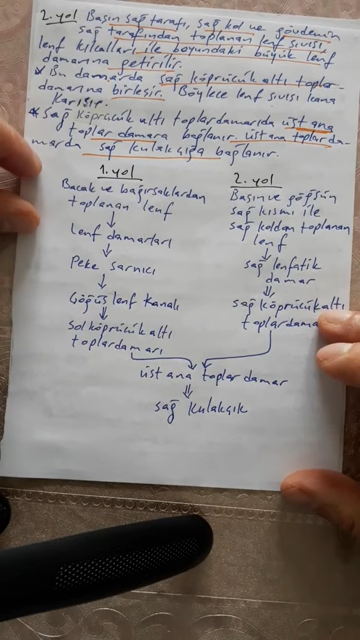 2. yol Başın sağ tarafı, sağ kol ve gövdenin
sağ tarafından toplanan lenf sıvısı
lenf kılcalları ile boyundaki büyük lenf
damarına getirilir.
* Bu damarda sağ köprücük altı toplar-
damarına birleşir. Böylece lenf sıvısı kana
karışır.
* Sağ köprücük altı toplardamarıda üst ana
toplar damara bağlanır. üst ana toplarda-
marda sağ kulakçığa bağlanır.
1. yol
Bacak ve bağırsaklardan
toplanan lenf
Lenf damarları
Peke sarnıcı
Göğüs lenf kanalı
Sol köprücük altı
toplardamarı
2. yol
Başın ve göğsün
sağ kısmı ile
sağ koldan toplanan
lenf
sağ lenfatik
damar
sağ köprücük altı
toplardamar
üst ana toplar damar
sağ kulakçık